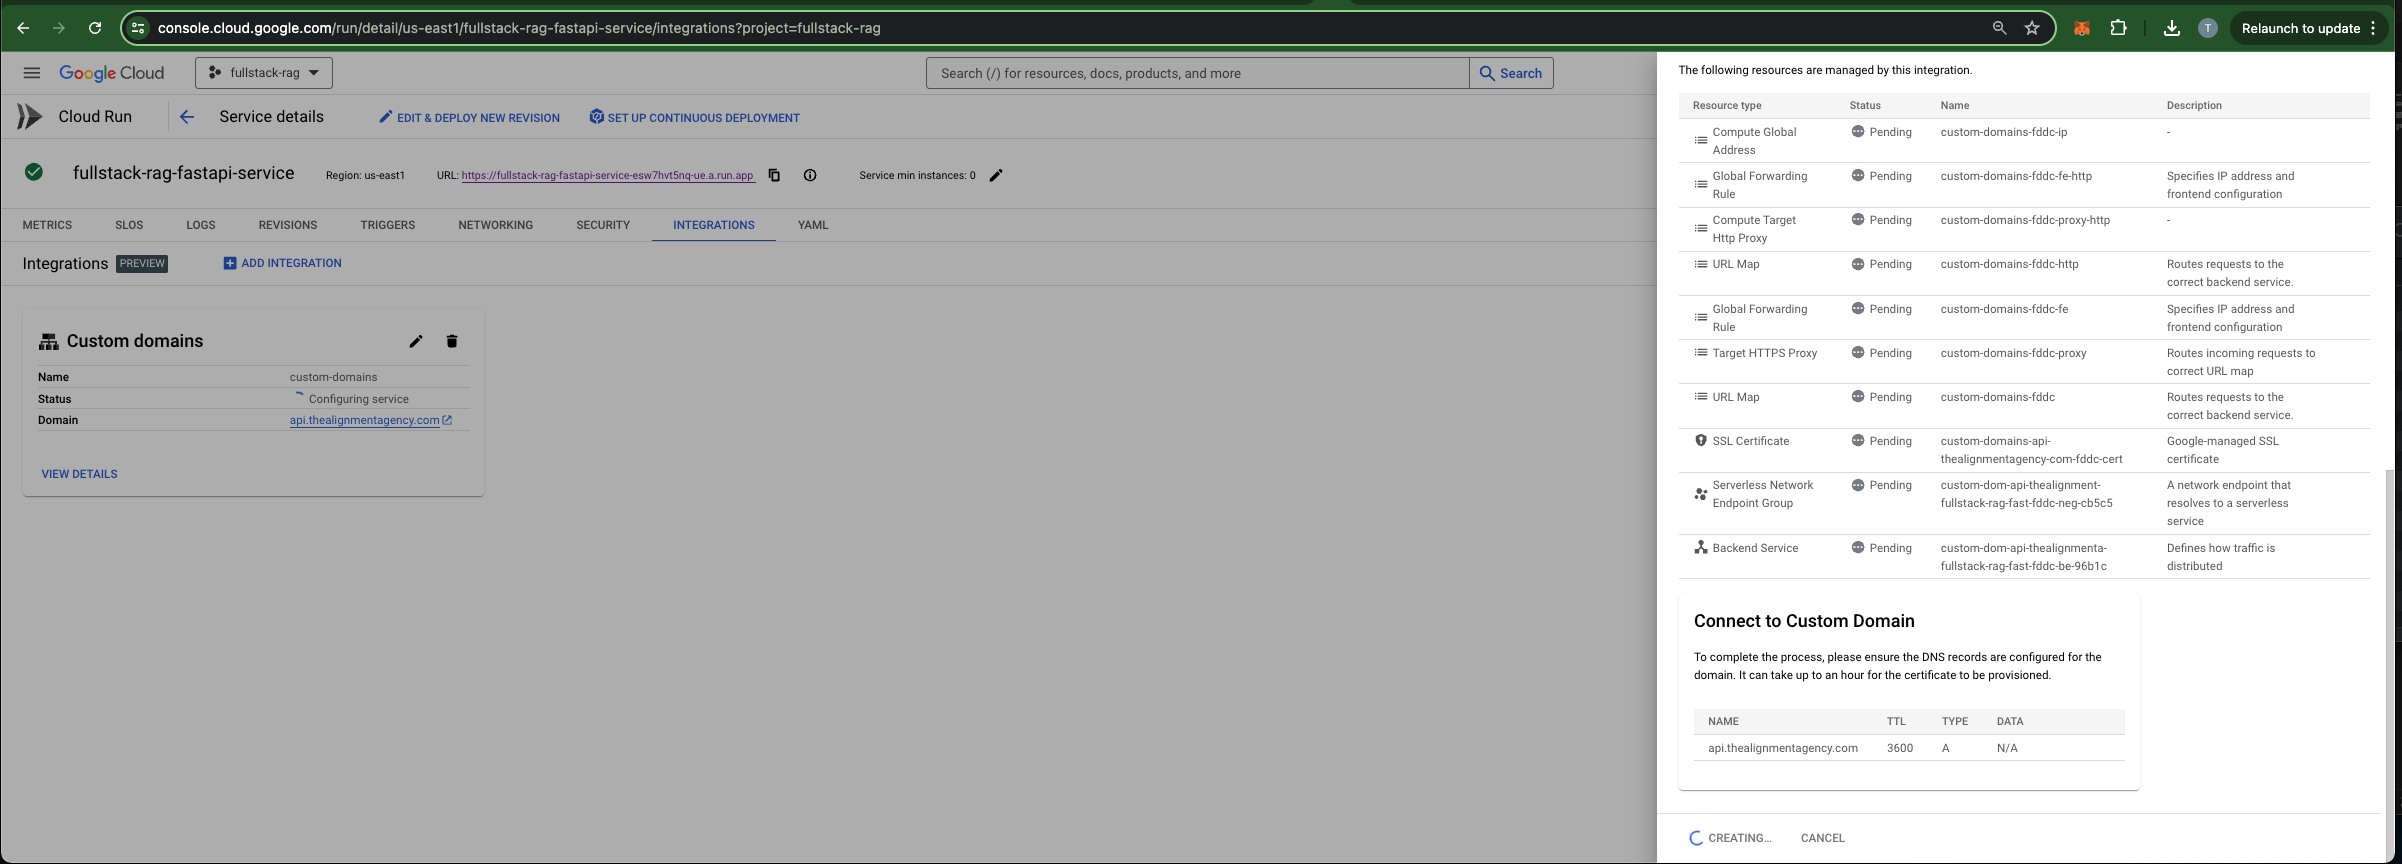 console.cloud.google.com/run/detail/us-east1/fullstack-rag-fastapi-service/integrations?project=fullstack-rag
T
Relaunch to update
Google Cloud
fullstack-rag
Search (/) for resources, docs, products, and more
Search
Cloud Run
Service details
EDIT & DEPLOY NEW REVISION
SET UP CONTINUOUS DEPLOYMENT
fullstack-rag-fastapi-service
Region: us-east1
URL: https://fullstack-rag-fastapi-service-esw7hvt5nq-ue.a.run.app
Service min instances: 0
METRICS
SLOS
LOGS
REVISIONS
TRIGGERS
NETWORKING
SECURITY
INTEGRATIONS
YAML
Integrations PREVIEW
ADD INTEGRATION
Custom domains
Name custom-domains
Status Configuring service
Domain api.thealignmentagency.com
VIEW DETAILS
The following resources are managed by this integration.
Resource type Status Name Description
Compute Global Pending custom-domains-fddc-ip -
Address
Global Forwarding Pending custom-domains-fddc-fe-http Specifies IP address and
Rule frontend configuration
Compute Target Pending custom-domains-fddc-proxy-http -
Http Proxy
URL Map Pending custom-domains-fddc-http Routes requests to the
correct backend service.
Global Forwarding Pending custom-domains-fddc-fe Specifies IP address and
Rule frontend configuration
Target HTTPS Proxy Pending custom-domains-fddc-proxy Routes incoming requests to
correct URL map
URL Map Pending custom-domains-fddc Routes requests to the
correct backend service.
SSL Certificate Pending custom-domains-api- Google-managed SSL
thealignmentagency-com-fddc-cert certificate
Serverless Network Pending custom-dom-api-thealignment- A network endpoint that
Endpoint Group fullstack-rag-fast-fddc-neg-cb5c5 resolves to a serverless
service
Backend Service Pending custom-dom-api-thealignmenta- Defines how traffic is
fullstack-rag-fast-fddc-be-96b1c distributed
Connect to Custom Domain
To complete the process, please ensure the DNS records are configured for the
domain. It can take up to an hour for the certificate to be provisioned.
NAME TTL TYPE DATA
api.thealignmentagency.com 3600 A N/A
CREATING...
CANCEL